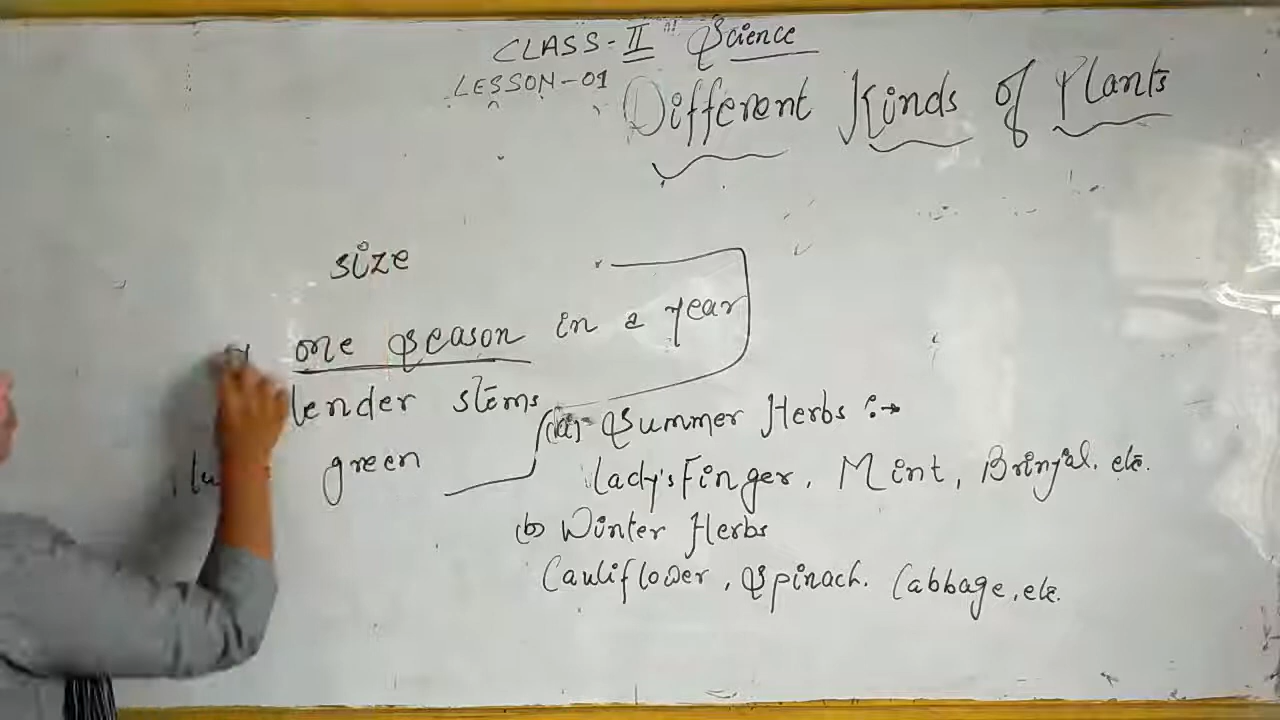 CLASS-II Science
LESSON-01
Different Kinds of Plants
size
one season in a year
lender stems
green
(a) Summer Herbs :→
Lady's Finger, Mint, Brinjal. etc.
(b) Winter Herbs
Cauliflower, Spinach. Cabbage, etc.